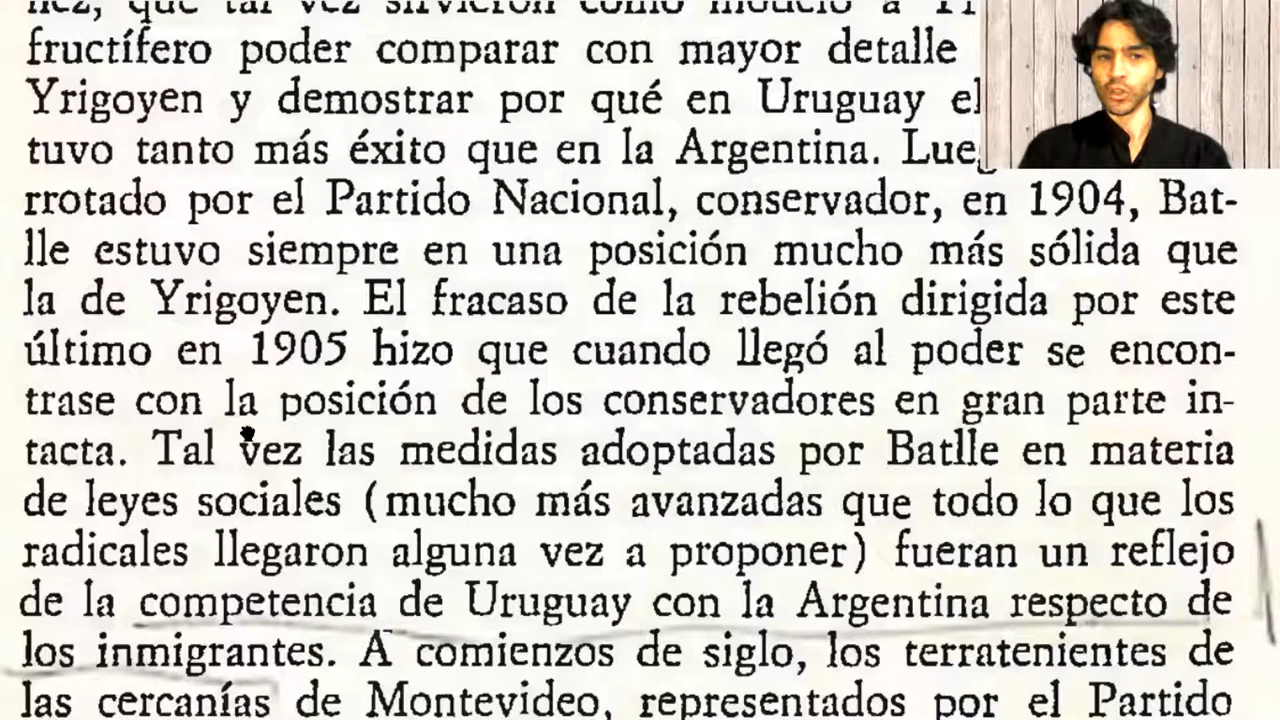 fructífero poder comparar con mayor detalle
Yrigoyen y demostrar por qué en Uruguay el
tuvo tanto más éxito que en la Argentina.
rrotado por el Partido Nacional, conservador, en 1904, Bat-
lle estuvo siempre en una posición mucho más sólida que
la de Yrigoyen. El fracaso de la rebelión dirigida por este
último en 1905 hizo que cuando llegó al poder se encon-
trase con la posición de los conservadores en gran parte in-
tacta. Tal vez las medidas adoptadas por Batlle en materia
de leyes sociales (mucho más avanzadas que todo lo que los
radicales llegaron alguna vez a proponer) fueran un reflejo
de la competencia de Uruguay con la Argentina respecto de
los inmigrantes. A comienzos de siglo, los terratenientes de
las cercanías de Montevideo, representados por el Partido